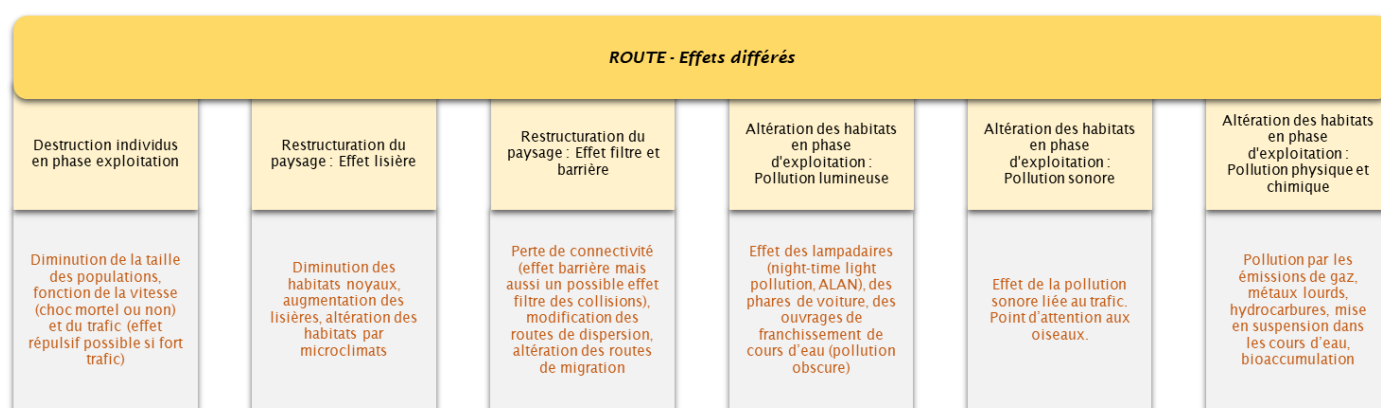 ROUTE - Effets différés
Destruction individus
en phase exploitation
Diminution de la taille
des populations,
fonction de la vitesse
(choc mortel ou non)
et du trafic (effet
répulsif possible si fort
trafic)
Restructuration du
paysage : Effet lisière
Diminution des
habitats noyaux,
augmentation des
lisières, altération des
habitats par
microclimats
Restructuration du
paysage : Effet filtre et
barrière
Perte de connectivité
(effet barrière mais
aussi un possible effet
filtre des collisions),
modification des
routes de dispersion,
altération des routes
de migration
Altération des habitats
en phase
d'exploitation :
Pollution lumineuse
Effet des lampadaires
(night-time light
pollution, ALAN), des
phares de voiture, des
ouvrages de
franchissement de
cours d'eau (pollution
obscure)
Altération des habitats
en phase
d'exploitation :
Pollution sonore
Effet de la pollution
sonore liée au trafic.
Point d'attention aux
oiseaux.
Altération des habitats
en phase
d'exploitation :
Pollution physique et
chimique
Pollution par les
émissions de gaz,
métaux lourds,
hydrocarbures, mise
en suspension dans
les cours d'eau,
bioaccumulation